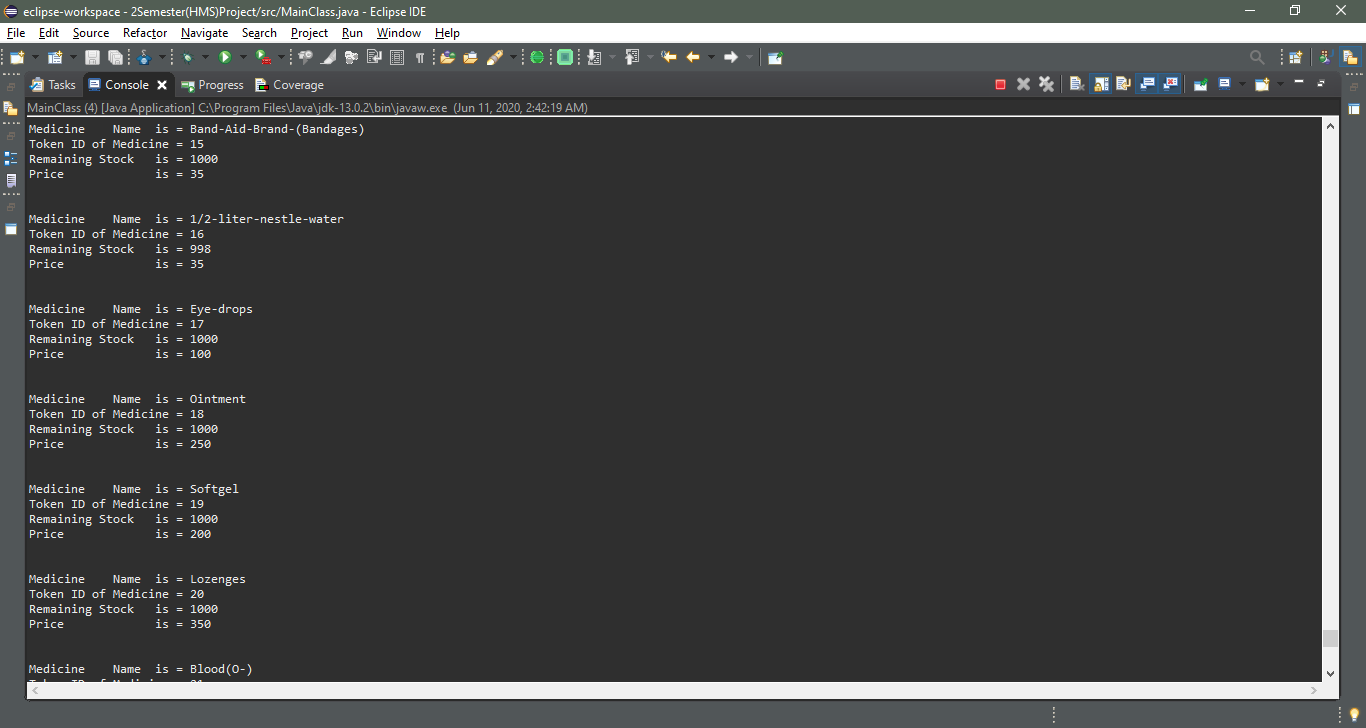 eclipse-workspace - 2Semester(HMS)Project/src/MainClass.java - Eclipse IDE
File Edit Source Refactor Navigate Search Project Run Window Help
Tasks Console Progress Coverage
MainClass (4) [Java Application] C:\Program Files\Java\jdk-13.0.2\bin\javaw.exe (Jun 11, 2020, 2:42:19 AM)
Medicine    Name  is = Band-Aid-Brand-(Bandages)
Token ID of Medicine = 15
Remaining Stock   is = 1000
Price             is = 35
Medicine    Name  is = 1/2-liter-nestle-water
Token ID of Medicine = 16
Remaining Stock   is = 998
Price             is = 35
Medicine    Name  is = Eye-drops
Token ID of Medicine = 17
Remaining Stock   is = 1000
Price             is = 100
Medicine    Name  is = Ointment
Token ID of Medicine = 18
Remaining Stock   is = 1000
Price             is = 250
Medicine    Name  is = Softgel
Token ID of Medicine = 19
Remaining Stock   is = 1000
Price             is = 200
Medicine    Name  is = Lozenges
Token ID of Medicine = 20
Remaining Stock   is = 1000
Price             is = 350
Medicine    Name  is = Blood(O-)